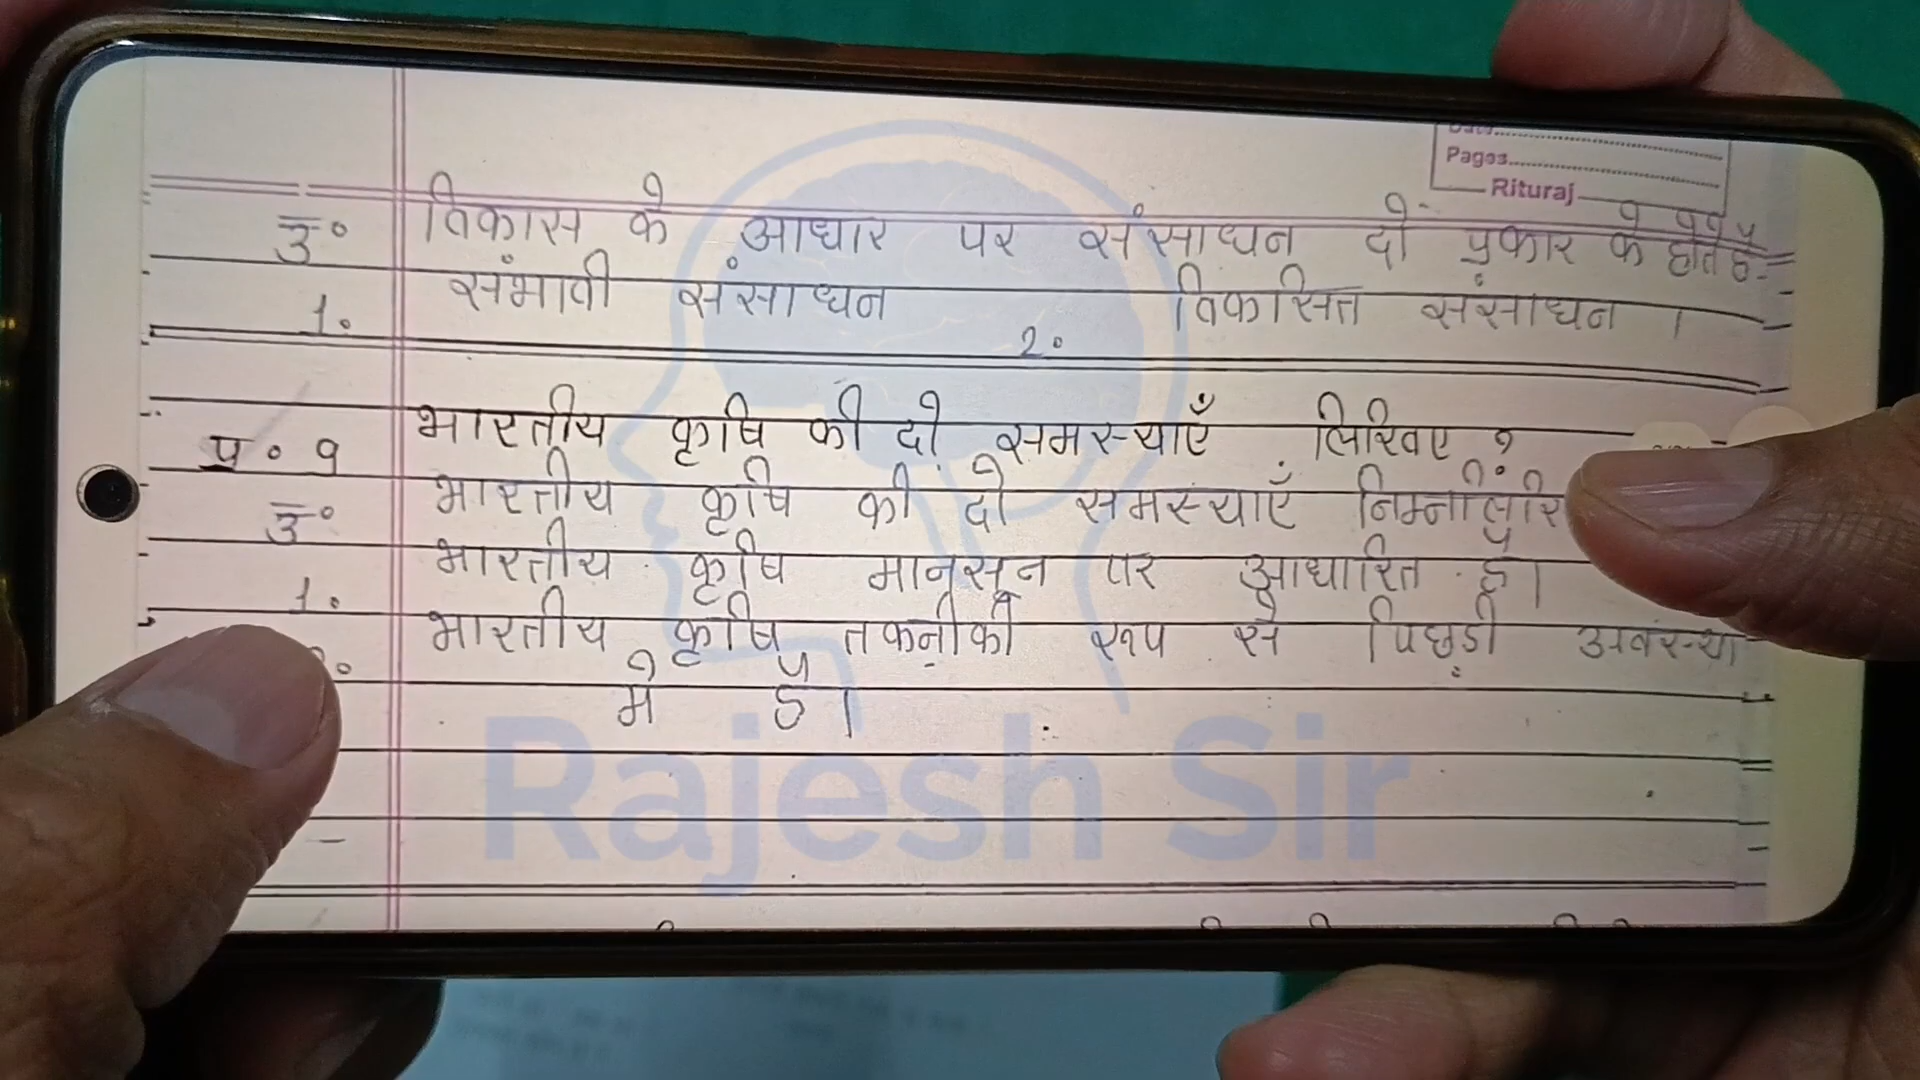 Pages
Rituraj
उ० विकास के आधार पर संसाधन दो प्रकार के होते हैं-
1. संभावी संसाधन 2. विकसित संसाधन ।
प्र० 9 भारतीय कृषि की दो समस्याएँ लिखिए ?
उ० भारतीय कृषि की दो समस्याएँ
1. भारतीय कृषि मानसून पर आधारित है।
भारतीय कृषि तकनीकी रूप से पिछड़ी अवस्था
में है।
Rajesh Sir